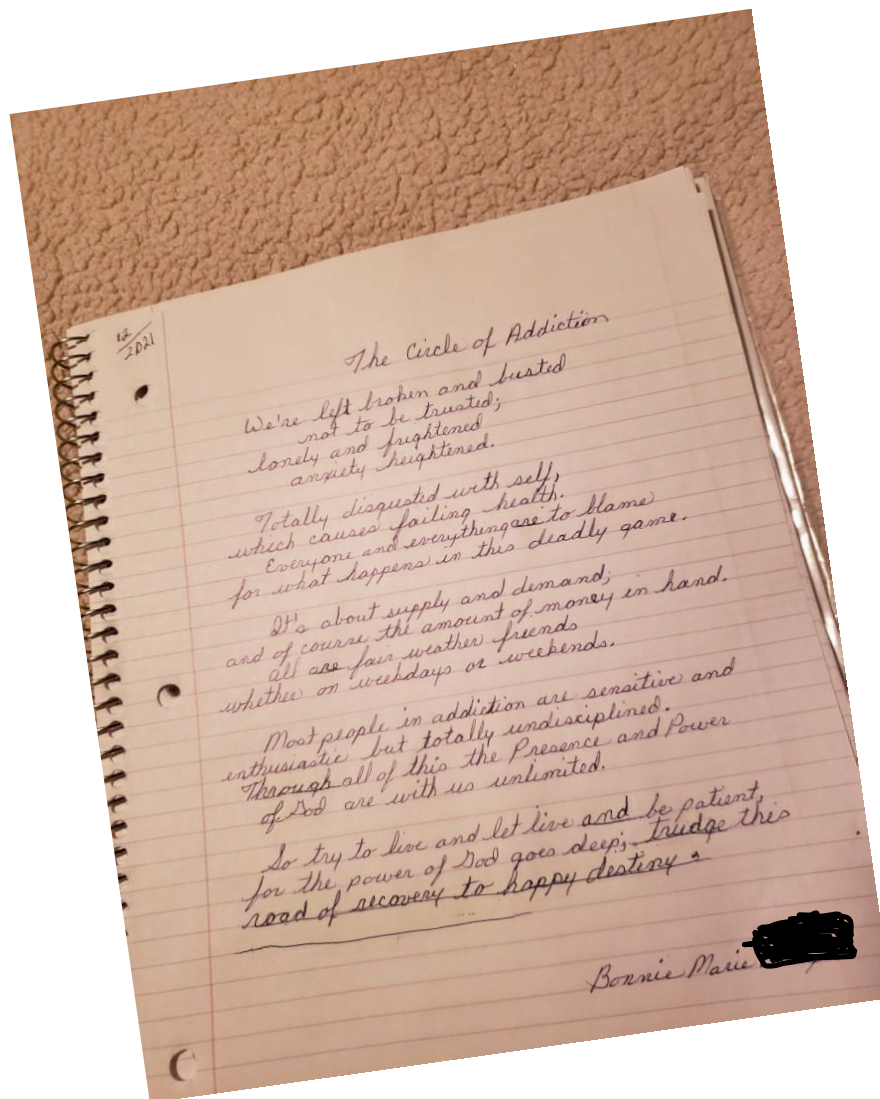 12/2021
The Circle of Addiction
We're left broken and busted
not to be trusted;
lonely and frightened
anxiety heightened.
Totally disgusted with self,
which causes failing health.
Everyone and everything are to blame
for what happens in this deadly game.
It's about supply and demand;
and of course the amount of money in hand.
all are fair weather friends
whether on weekdays or weekends.
Most people in addiction are sensitive and
enthusiastic but totally undisciplined.
Through all of this the Presence and Power
of God are with us unlimited.
So try to live and let live and be patient,
for the power of God goes deep; trudge this
road of recovery to happy destiny.
Bonnie Marie